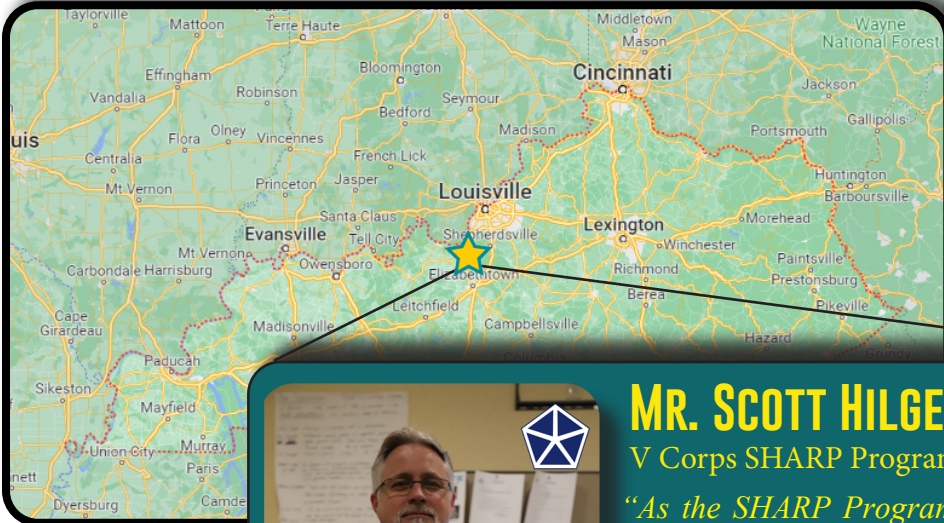 Taylorville
Mattoon
Terre Haute
Middletown
Wayne
National Forest
Mason
Effingham
Bloomington
Cincinnati
Vandalia
Robinson
Seymour
Jackson
Bedford
Gallipolis
uis
Flora
Olney
Vincennes
Madison
Portsmouth
Centralia
French Lick
Huntington
Mt Vernon
Princeton
Jasper
Louisville
Barboursville
Santa Claus
Lexington
Morehead
Evansville
Tell City
Shepherdsville
Mt Vernon
Winchester
Carbondale
Harrisburg
Owensboro
Elizabethtown
Richmond
Paintsville
Prestonsburg
Cape
Girardeau
Leitchfield
Berea
Pikeville
Madisonville
Campbellsville
Hazard
Paducah
Columbia
Grundy
Sikeston
Mayfield
MR. SCOTT HILGE
Union City
Murray
V Corps SHARP Program
nett
Paris
Dyersburg
Camde
“As the SHARP Program